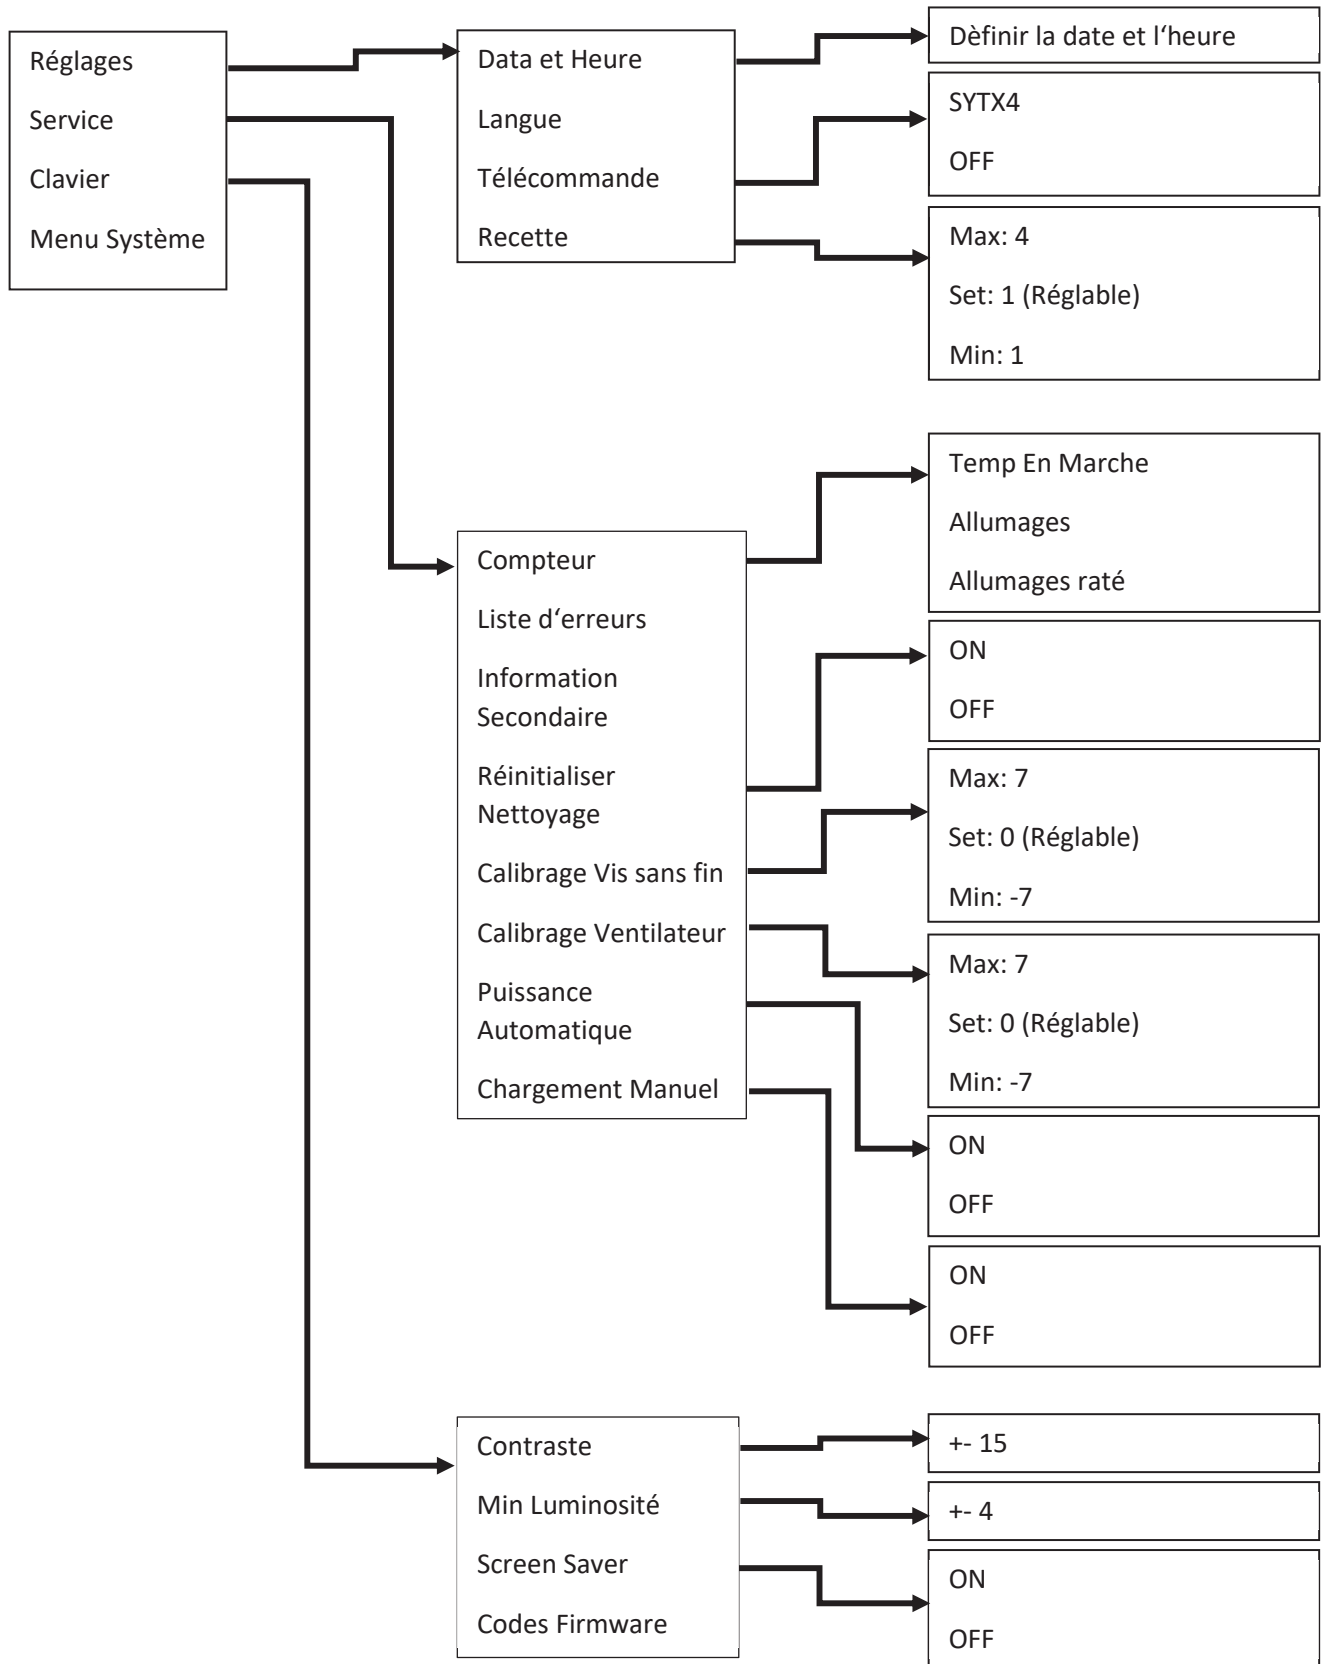 Réglages
Service
Clavier
Menu Système
Data et Heure
Langue
Télécommande
Recette
Dèfinir la date et l‘heure
SYTX4
OFF
Max: 4
Set: 1 (Réglable)
Min: 1
Compteur
Liste d‘erreurs
Information
Secondaire
Réinitialiser
Nettoyage
Calibrage Vis sans fin
Calibrage Ventilateur
Puissance
Automatique
Chargement Manuel
Temp En Marche
Allumages
Allumages raté
ON
OFF
Max: 7
Set: 0 (Réglable)
Min: -7
Max: 7
Set: 0 (Réglable)
Min: -7
ON
OFF
ON
OFF
Contraste
Min Luminosité
Screen Saver
Codes Firmware
+- 15
+- 4
ON
OFF